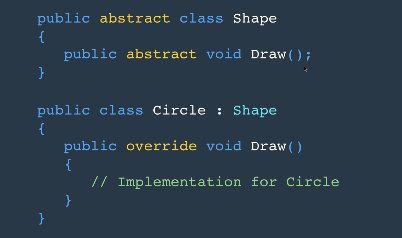 public abstract class Shape
{
public abstract void Draw();
}
public class Circle : Shape
{
public override void Draw()
{
// Implementation for Circle
}
}